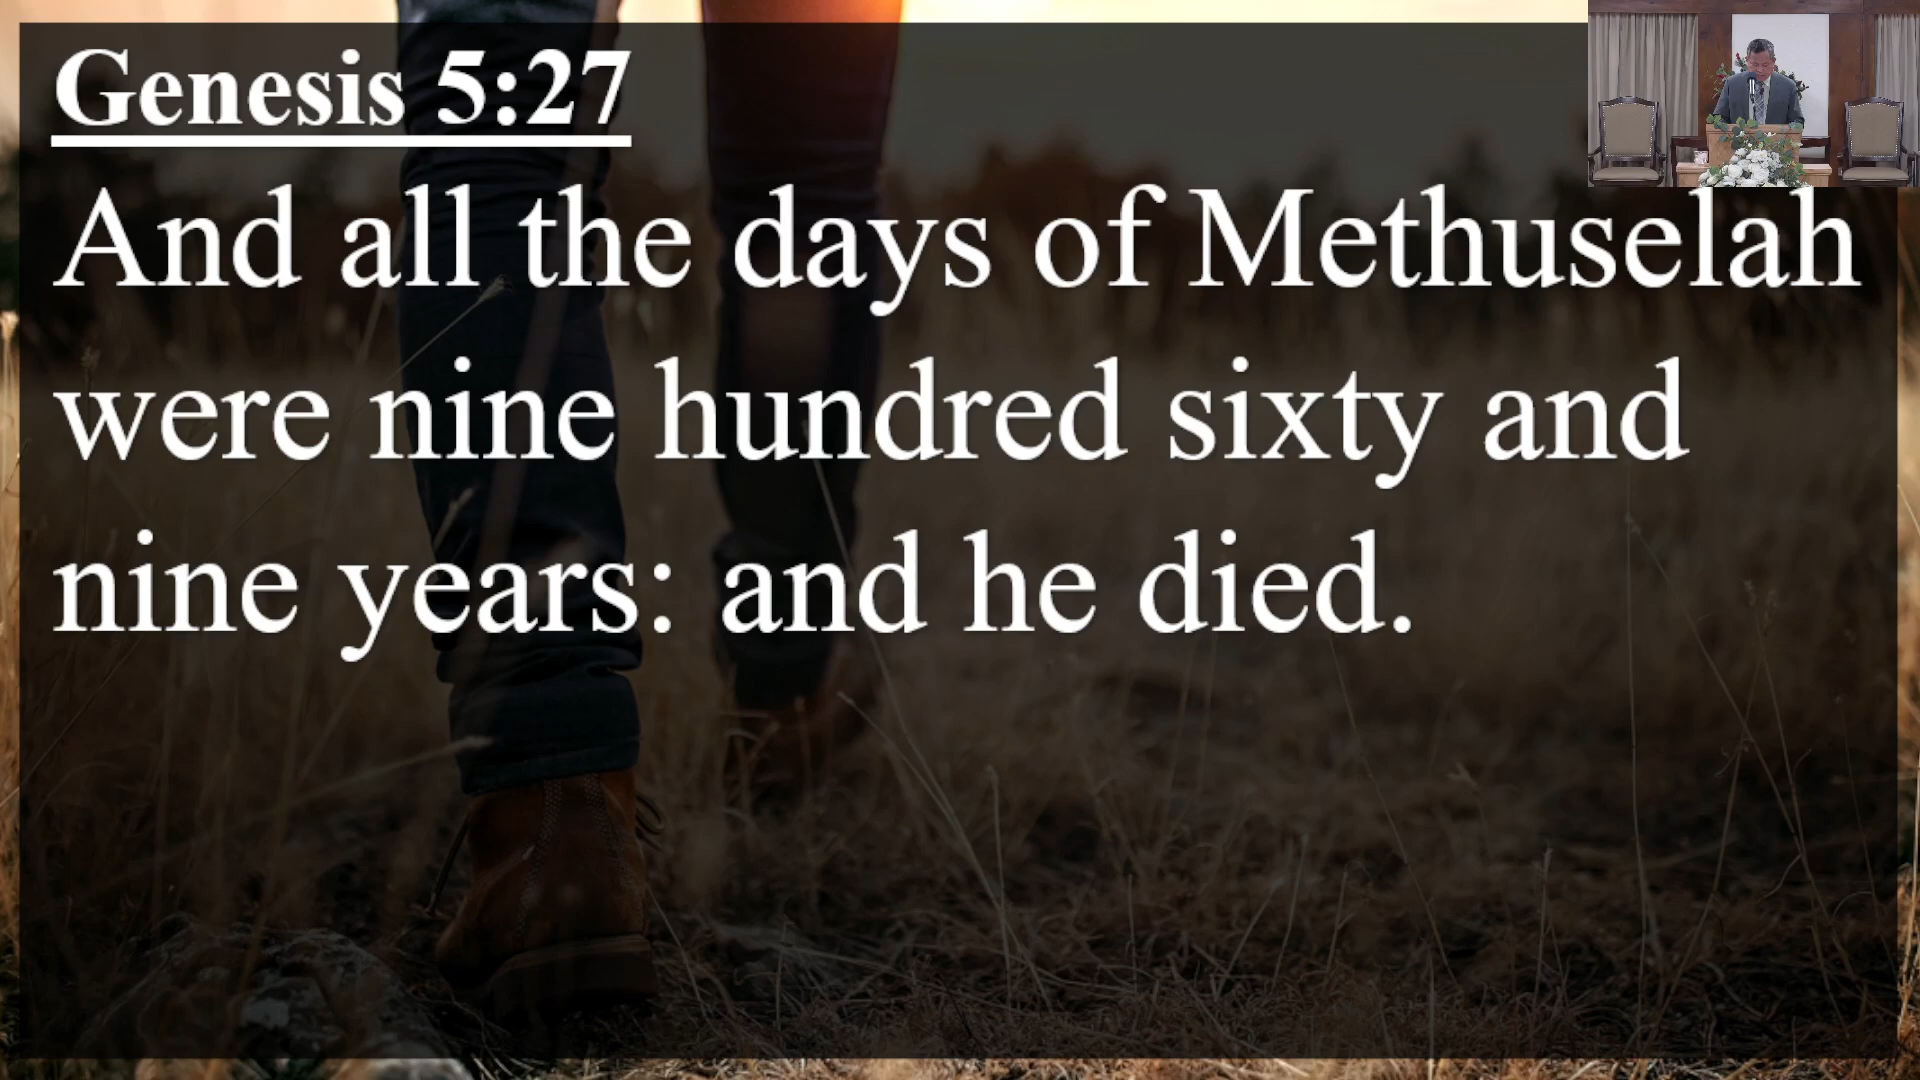 Genesis 5:27
And all the days of Methuselah
were nine hundred sixty and
nine years: and he died.